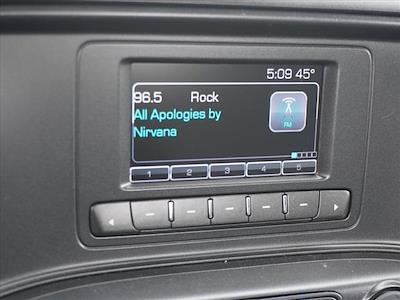 5:09 45°
96.5 Rock
All Apologies by
Nirvana
FM
1 2 3 4 5